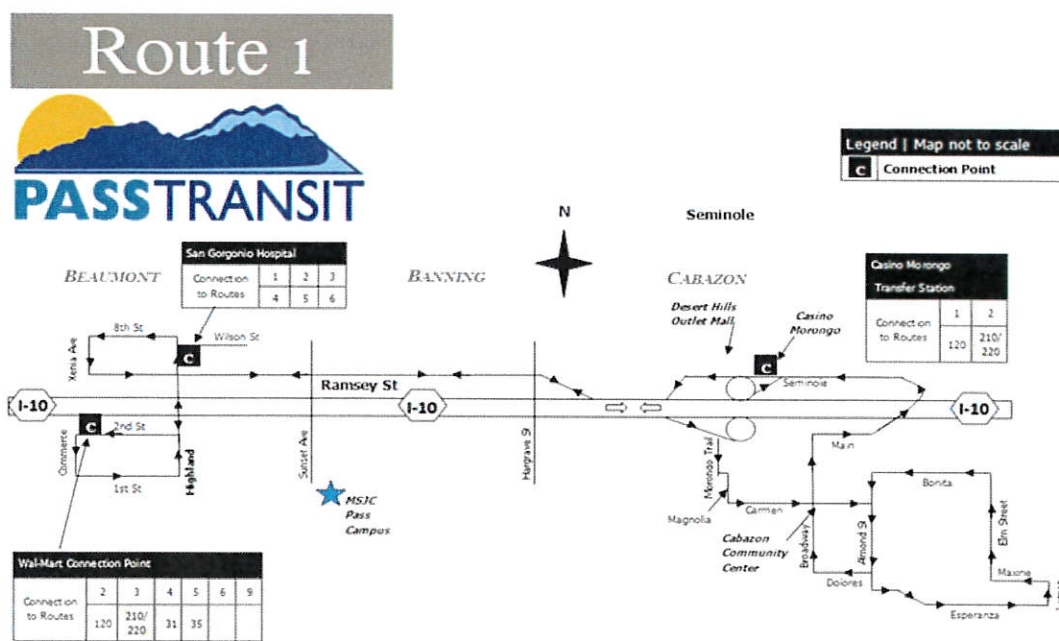 Route 1
PASSTRANSIT
Legend | Map not to scale
C Connection Point
N
Seminole
San Gorgonio Hospital
Connection to Routes
1 2 3
4 5 6
BEAUMONT
BANNING
CABAZON
Casino Morongo
Transfer Station
Connection to Routes
1 2
120 210/220
Desert Hills
Outlet Mall
Casino
Morongo
8th St
Wilson St
C
C
Xenia Ave
Ramsey St
Seminole
I-10
I-10
I-10
C
2nd St
Commerce
1st St
Highland
Sunset Ave
Hargrave St
Main
Morongo Trail
Bonita
MSJC
Pass
Campus
Magnolia
Carmen
Almond St
Elm Street
Broadway
Cabazon
Community
Center
Dolores
Maxine
Esperanza
Wal-Mart Connection Point
Connection to Routes
2 3 4 5 6 9
120 210/220 31 35